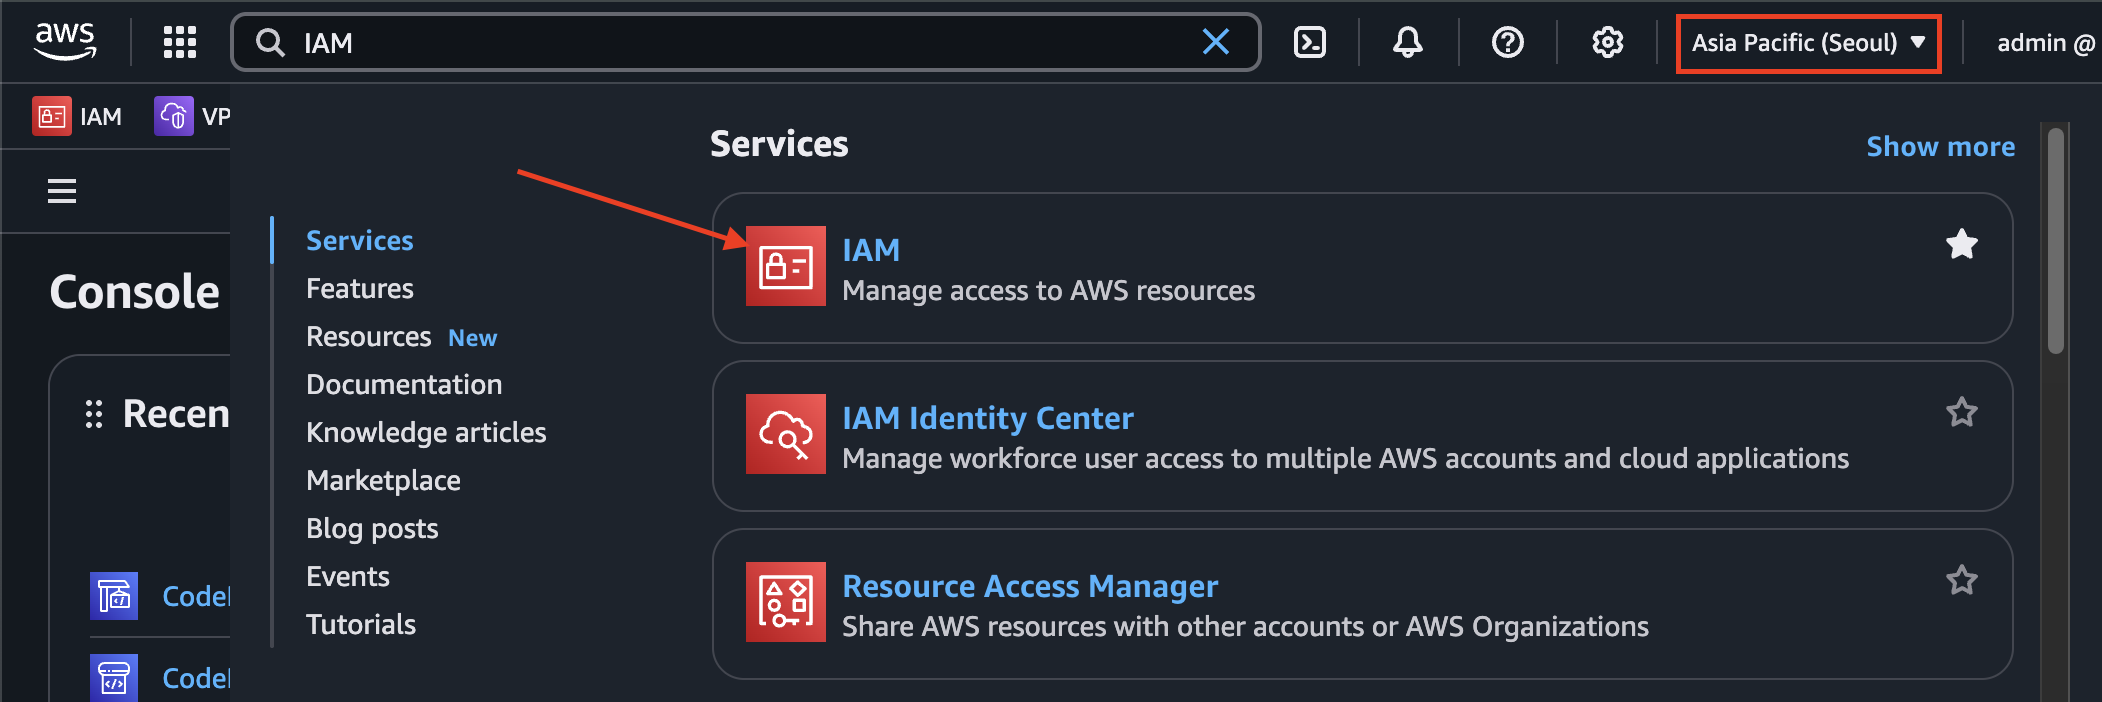 aws
IAM
Asia Pacific (Seoul)
admin @
IAM
VP
Services
Show more
Console
Recen
Code
Code
Services
Features
Resources New
Documentation
Knowledge articles
Marketplace
Blog posts
Events
Tutorials
IAM
Manage access to AWS resources
IAM Identity Center
Manage workforce user access to multiple AWS accounts and cloud applications
Resource Access Manager
Share AWS resources with other accounts or AWS Organizations